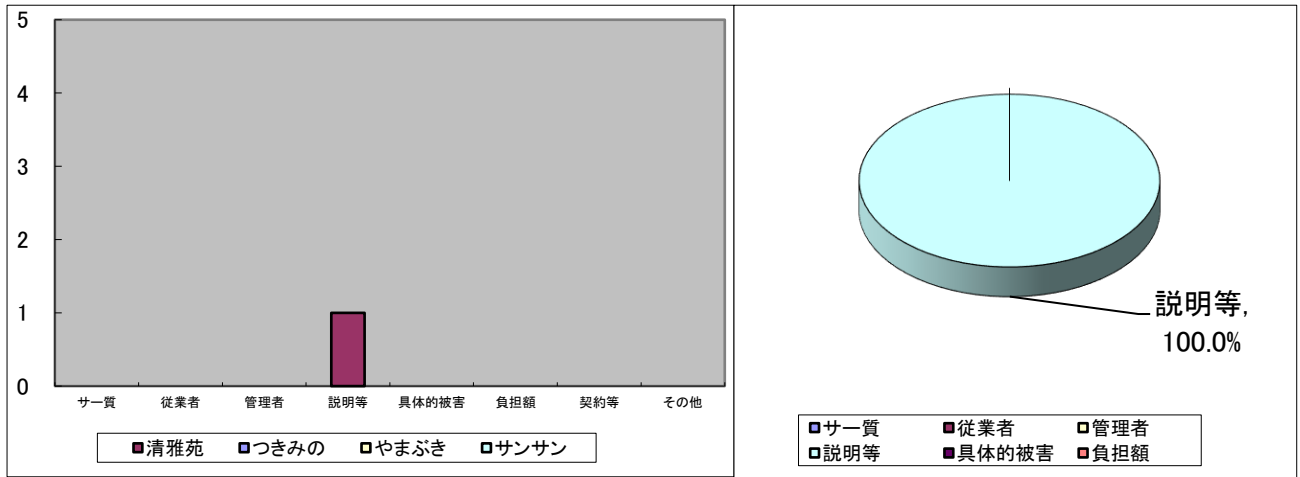 5
4
3
2
1
0
サー質 従業者 管理者 説明等 具体的被害 負担額 契約等 その他
清雅苑 つきみの やまぶき サンサン
説明等,
100.0%
サー質 従業者 管理者
説明等 具体的被害 負担額